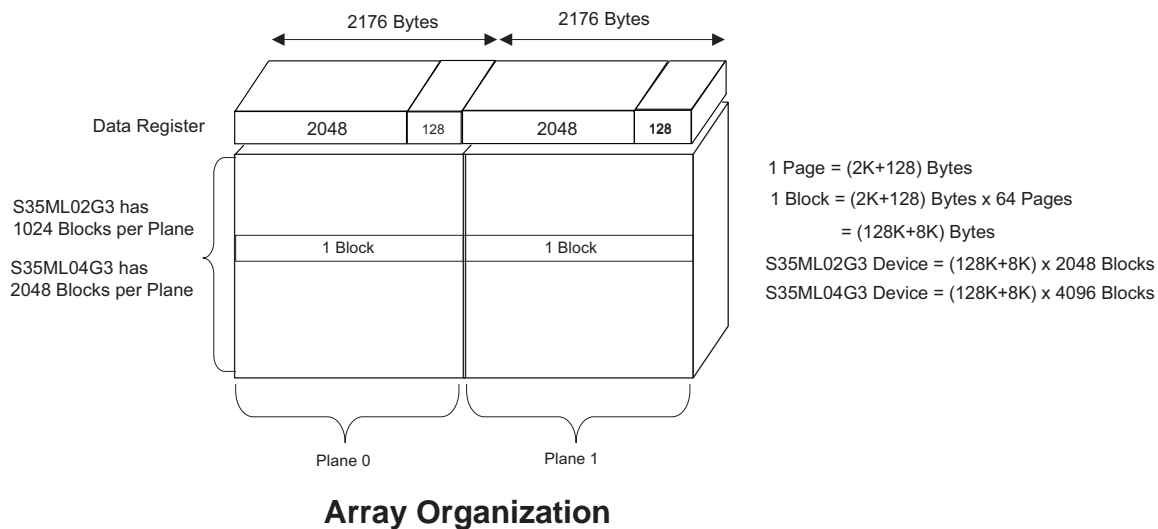 2176 Bytes
2176 Bytes
Data Register
2048
128
2048
128
S35ML02G3 has
1024 Blocks per Plane
S35ML04G3 has
2048 Blocks per Plane
1 Block
1 Block
1 Page = (2K+128) Bytes
1 Block = (2K+128) Bytes x 64 Pages
= (128K+8K) Bytes
S35ML02G3 Device = (128K+8K) x 2048 Blocks
S35ML04G3 Device = (128K+8K) x 4096 Blocks
Plane 0
Plane 1
Array Organization